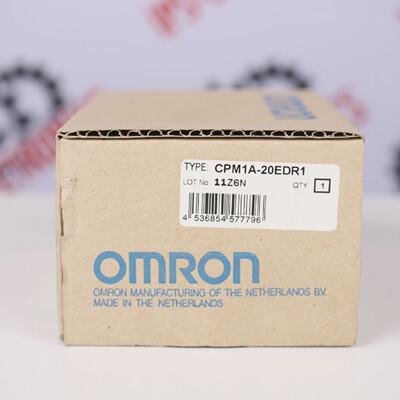 OMRON
TYPE: CPM1A-20EDR1
LOT No. 11Z6N QTY 1
4 536854 577796
OMRON
OMRON MANUFACTURING OF THE NETHERLANDS B.V.
MADE IN THE NETHERLANDS